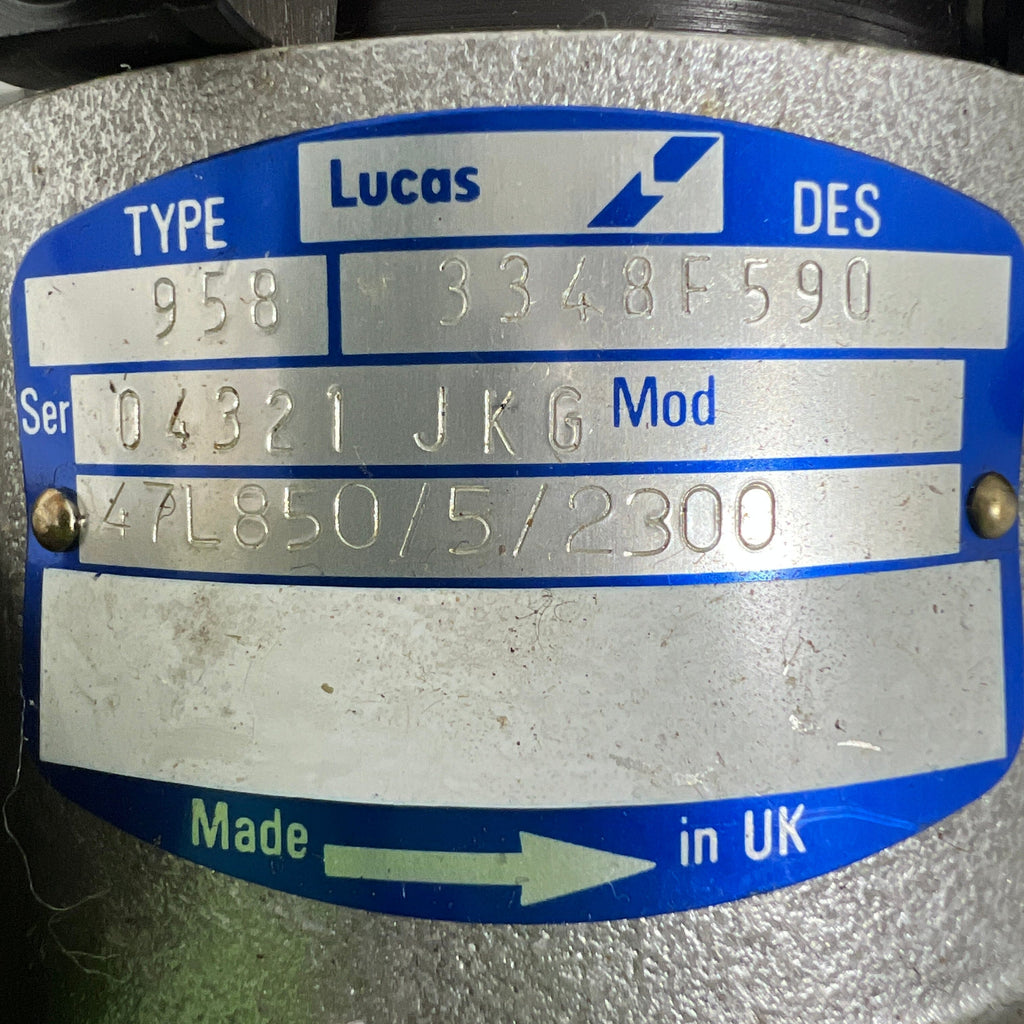 Lucas
TYPE DES
958 3348F590
Ser 04321 JKG Mod
47L850/5/2300
Made in UK